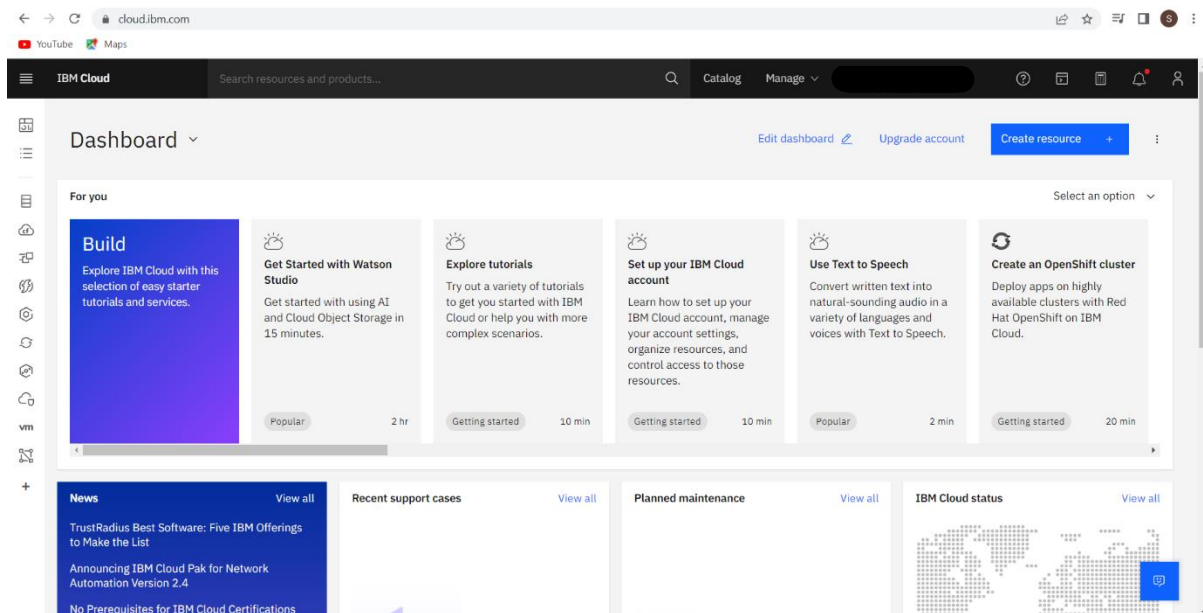 cloud.ibm.com
S
YouTube
Maps
IBM Cloud
Search resources and products...
Catalog
Manage
Dashboard
Edit dashboard
Upgrade account
Create resource +
For you
Select an option
Build
Explore IBM Cloud with this
selection of easy starter
tutorials and services.
Get Started with Watson
Studio
Get started with using AI
and Cloud Object Storage in
15 minutes.
Popular
2 hr
Explore tutorials
Try out a variety of tutorials
to get you started with IBM
Cloud or help you with more
complex scenarios.
Getting started
10 min
Set up your IBM Cloud
account
Learn how to set up your
IBM Cloud account, manage
your account settings,
organize resources, and
control access to those
resources.
Getting started
10 min
Use Text to Speech
Convert written text into
natural-sounding audio in a
variety of languages and
voices with Text to Speech.
Popular
2 min
Create an OpenShift cluster
Deploy apps on highly
available clusters with Red
Hat OpenShift on IBM
Cloud.
Getting started
20 min
vm
News
View all
TrustRadius Best Software: Five IBM Offerings
to Make the List
Announcing IBM Cloud Pak for Network
Automation Version 2.4
No Prerequisites for IBM Cloud Certifications
Recent support cases
View all
Planned maintenance
View all
IBM Cloud status
View all